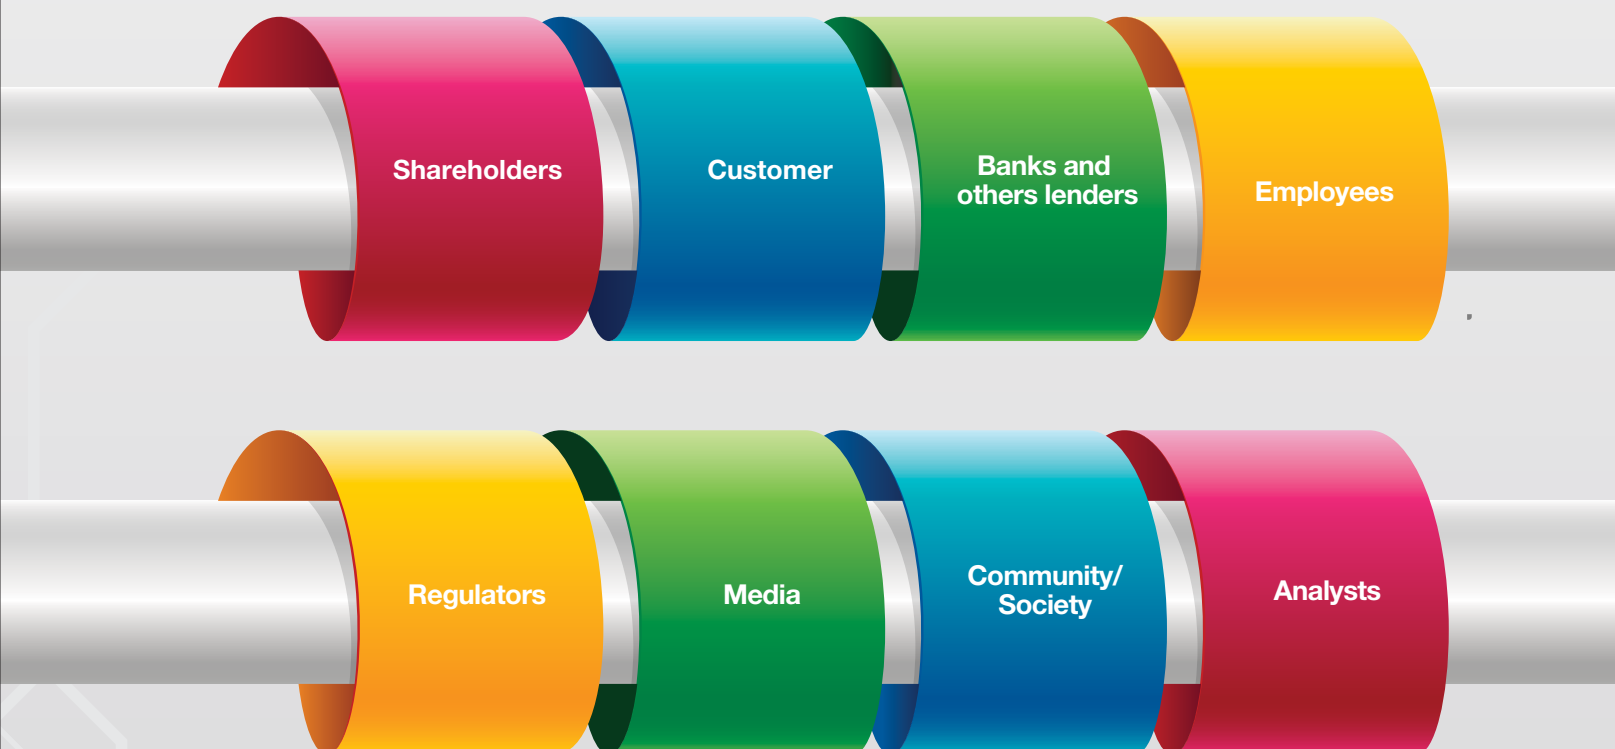 Shareholders
Customer
Banks and
others lenders
Employees
Regulators
Media
Community/
Society
Analysts